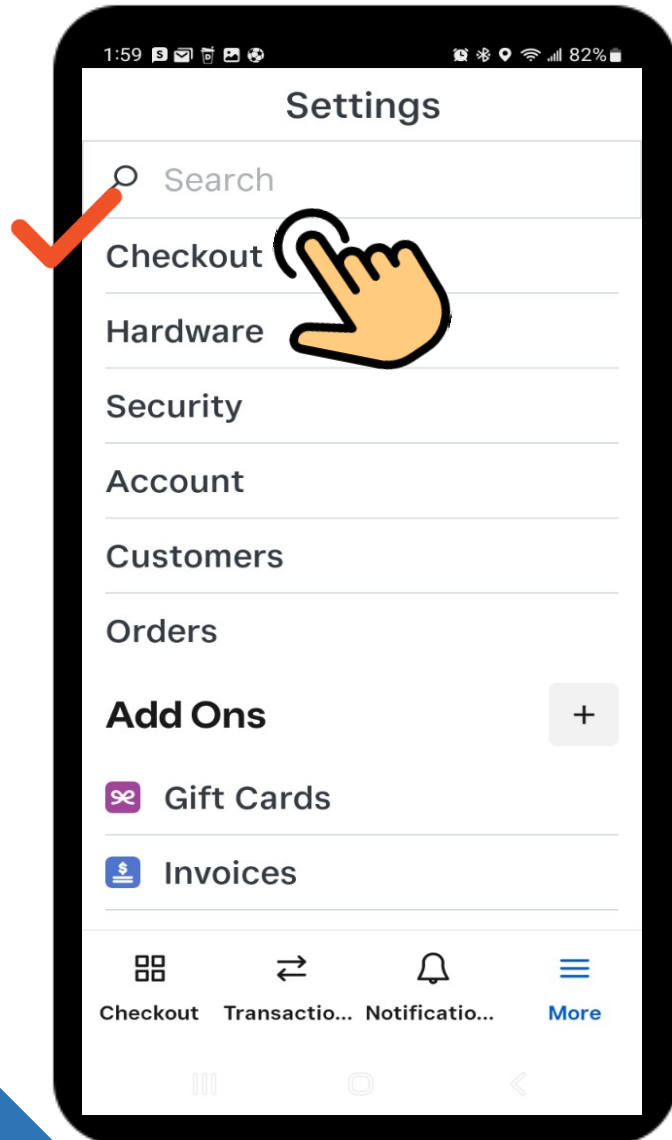 1:59 82%
Settings
Search
Checkout
Hardware
Security
Account
Customers
Orders
Add Ons +
Gift Cards
Invoices
Checkout Transactio... Notificatio... More